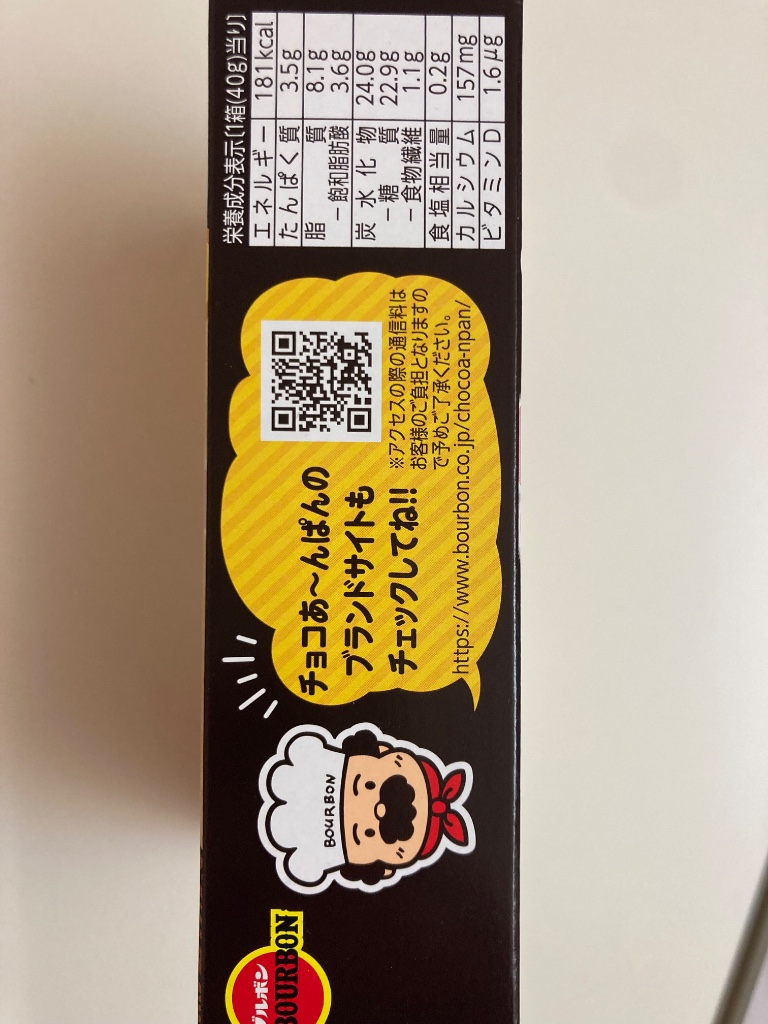 ブルボン
BOURBON
BOURBON
チョコあ〜んぱんの
ブランドサイトも
チェックしてね!!
※アクセスの際の通信料は
お客様のご負担となりますの
で予めご了承ください。
https://www.bourbon.co.jp/chocoa-npan/
栄養成分表示〔1箱(40g)当り〕
エネルギー 181kcal
たんぱく質 3.5g
脂質 8.1g
−飽和脂肪酸 3.6g
炭水化物 24.0g
−糖質 22.9g
−食物繊維 1.1g
食塩相当量 0.2g
カルシウム 157mg
ビタミンD 1.6μg